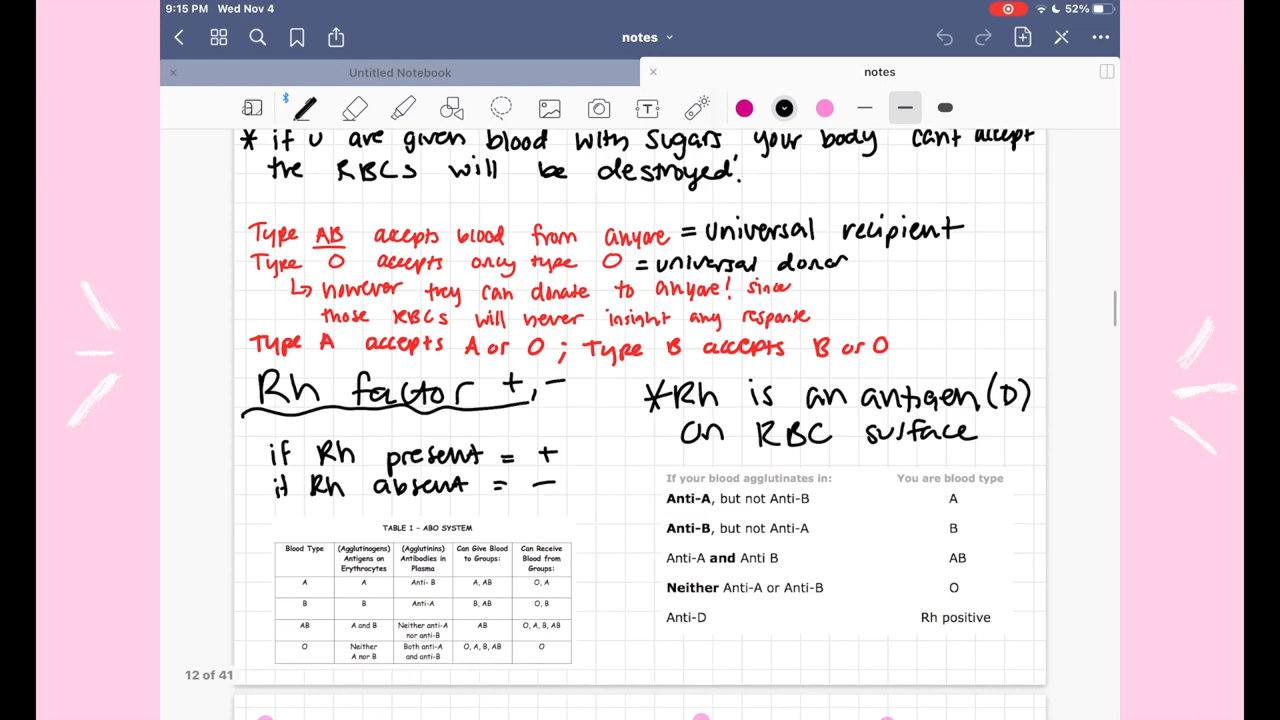 9:15 PM Wed Nov 4
52%
notes
Untitled Notebook
notes
* if u are given blood with sugars your body cant accept
the RBCs will be destroyed!
Type AB accepts blood from anyone = universal recipient
Type O accepts only type O = universal donor
↳ however they can donate to anyone! since
those RBCs will never insight any response
Type A accepts A or O ; Type B accepts B or O
Rh factor +, -
if Rh present = +
if Rh absent = -
*Rh is an antigen (D)
on RBC surface
If your blood agglutinates in: You are blood type
Anti-A, but not Anti-B A
Anti-B, but not Anti-A B
Anti-A and Anti B AB
Neither Anti-A or Anti-B O
Anti-D Rh positive
TABLE 1 - ABO SYSTEM
Blood Type (Agglutinogens) Antigens on Erythrocytes (Agglutinins) Antibodies in Plasma Can Give Blood to Groups: Can Receive Blood from Groups:
A A Anti- B A, AB O, A
B B Anti-A B, AB O, B
AB A and B Neither anti-A nor anti-B AB O, A, B, AB
O Neither A nor B Both anti-A and anti-B O, A, B, AB O
12 of 41